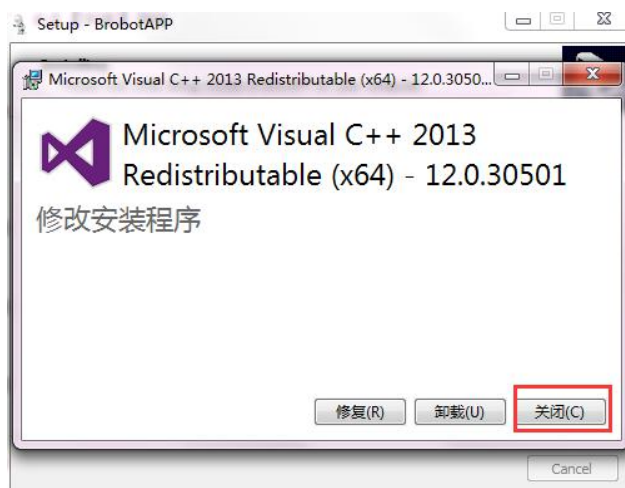 Setup - BrobotAPP
Microsoft Visual C++ 2013 Redistributable (x64) - 12.0.3050...
Microsoft Visual C++ 2013
Redistributable (x64) - 12.0.30501
修改安装程序
修复(R) 卸载(U) 关闭(C)
Cancel